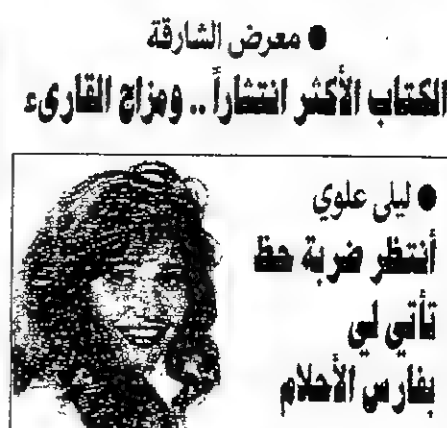 ● معرض الشارقة
الكتاب الأكثر انتشاراً .. ومزاج القارىء
● ليلى علوي
أنتظر ضربة حظ
تأتي لي
بفارس الأحلام